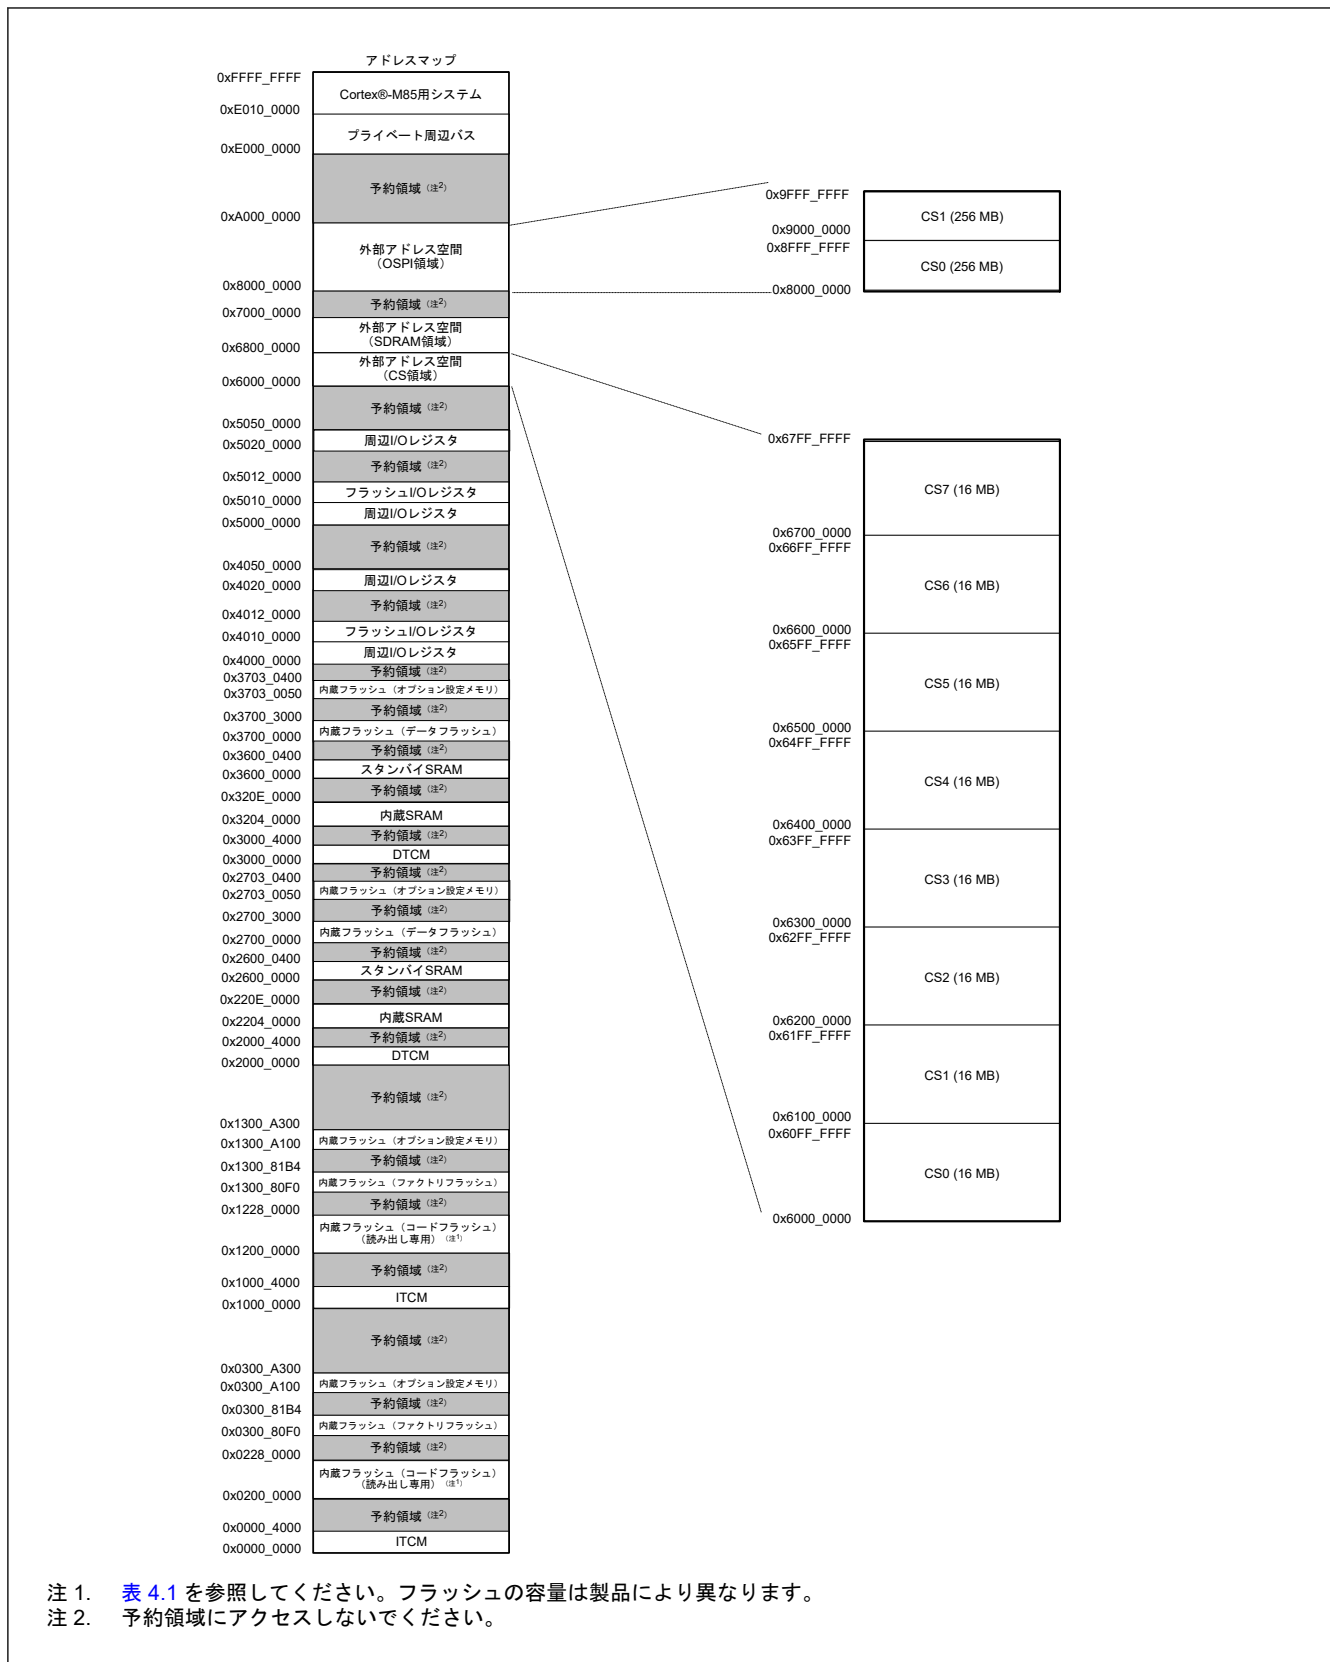 アドレスマップ
0xFFFF_FFFF
Cortex®-M85用システム
0xE010_0000
プライベート周辺バス
0xE000_0000
予約領域（注2）
0xA000_0000
外部アドレス空間
（OSPI領域）
0x8000_0000
予約領域（注2）
0x7000_0000
外部アドレス空間
（SDRAM領域）
0x6800_0000
外部アドレス空間
（CS領域）
0x6000_0000
予約領域（注2）
0x5050_0000
周辺I/Oレジスタ
0x5020_0000
予約領域（注2）
0x5012_0000
フラッシュI/Oレジスタ
0x5010_0000
周辺I/Oレジスタ
0x5000_0000
予約領域（注2）
0x4050_0000
周辺I/Oレジスタ
0x4020_0000
予約領域（注2）
0x4012_0000
フラッシュI/Oレジスタ
0x4010_0000
周辺I/Oレジスタ
0x4000_0000
予約領域（注2）
0x3703_0400
内蔵フラッシュ（オプション設定メモリ）
0x3703_0050
予約領域（注2）
0x3700_3000
内蔵フラッシュ（データフラッシュ）
0x3700_0000
予約領域（注2）
0x3600_0400
スタンバイSRAM
0x3600_0000
予約領域（注2）
0x320E_0000
内蔵SRAM
0x3204_0000
予約領域（注2）
0x3000_4000
DTCM
0x3000_0000
予約領域（注2）
0x2703_0400
内蔵フラッシュ（オプション設定メモリ）
0x2703_0050
予約領域（注2）
0x2700_3000
内蔵フラッシュ（データフラッシュ）
0x2700_0000
予約領域（注2）
0x2600_0400
スタンバイSRAM
0x2600_0000
予約領域（注2）
0x220E_0000
内蔵SRAM
0x2204_0000
予約領域（注2）
0x2000_4000
DTCM
0x2000_0000
予約領域（注2）
0x1300_A300
内蔵フラッシュ（オプション設定メモリ）
0x1300_A100
予約領域（注2）
0x1300_81B4
内蔵フラッシュ（ファクトリフラッシュ）
0x1300_80F0
予約領域（注2）
0x1228_0000
内蔵フラッシュ（コードフラッシュ）
（読み出し専用）（注1）
0x1200_0000
予約領域（注2）
0x1000_4000
ITCM
0x1000_0000
予約領域（注2）
0x0300_A300
内蔵フラッシュ（オプション設定メモリ）
0x0300_A100
予約領域（注2）
0x0300_81B4
内蔵フラッシュ（ファクトリフラッシュ）
0x0300_80F0
予約領域（注2）
0x0228_0000
内蔵フラッシュ（コードフラッシュ）
（読み出し専用）（注1）
0x0200_0000
予約領域（注2）
0x0000_4000
ITCM
0x0000_0000
0x9FFF_FFFF
CS1 (256 MB)
0x9000_0000
0x8FFF_FFFF
CS0 (256 MB)
0x8000_0000
0x67FF_FFFF
CS7 (16 MB)
0x6700_0000
0x66FF_FFFF
CS6 (16 MB)
0x6600_0000
0x65FF_FFFF
CS5 (16 MB)
0x6500_0000
0x64FF_FFFF
CS4 (16 MB)
0x6400_0000
0x63FF_FFFF
CS3 (16 MB)
0x6300_0000
0x62FF_FFFF
CS2 (16 MB)
0x6200_0000
0x61FF_FFFF
CS1 (16 MB)
0x6100_0000
0x60FF_FFFF
CS0 (16 MB)
0x6000_0000
注 1. 表 4.1 を参照してください。フラッシュの容量は製品により異なります。
注 2. 予約領域にアクセスしないでください。